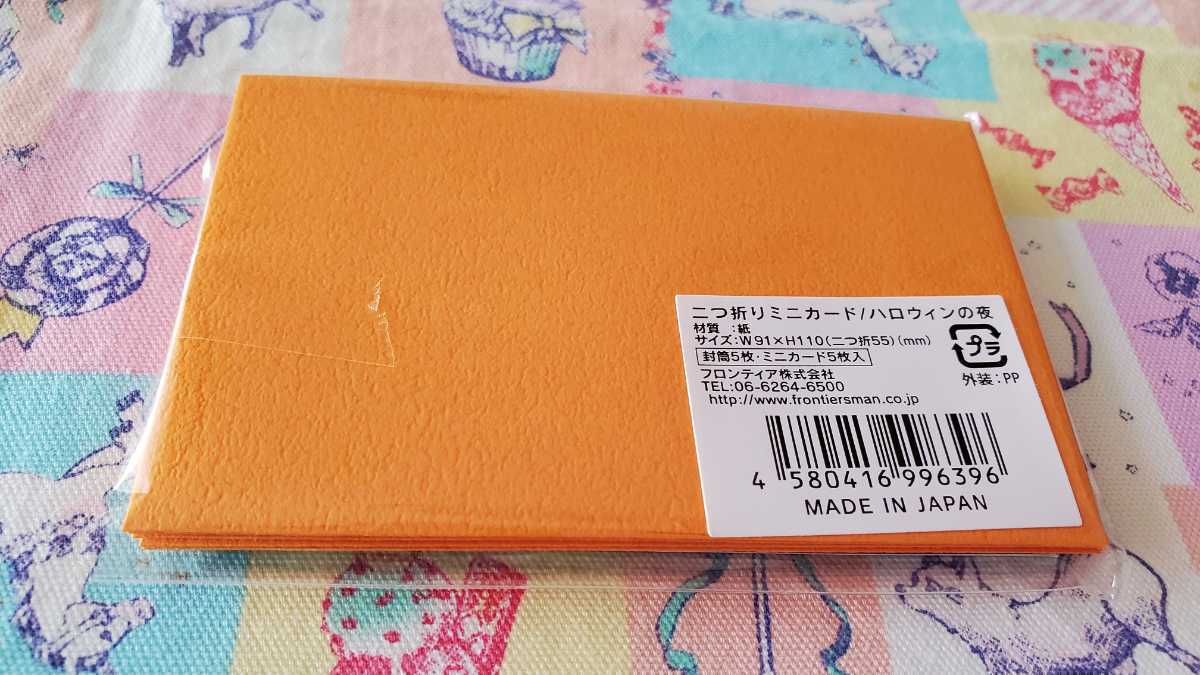 二つ折りミニカード/ハロウィンの夜
材質 :紙
サイズ:W91×H110(二つ折55)(mm)
封筒5枚・ミニカード5枚入
フロンティア株式会社
TEL:06-6264-6500
http://www.frontiersman.co.jp
プラ
外装:PP
4 580416 996396
MADE IN JAPAN